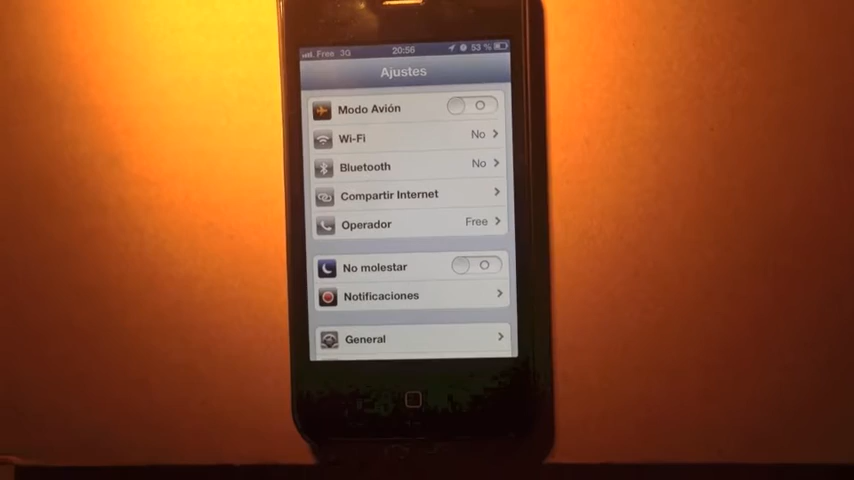 Free 3G 20:56 53 %
Ajustes
Modo Avión
Wi-Fi No
Bluetooth No
Compartir Internet
Operador Free
No molestar
Notificaciones
General